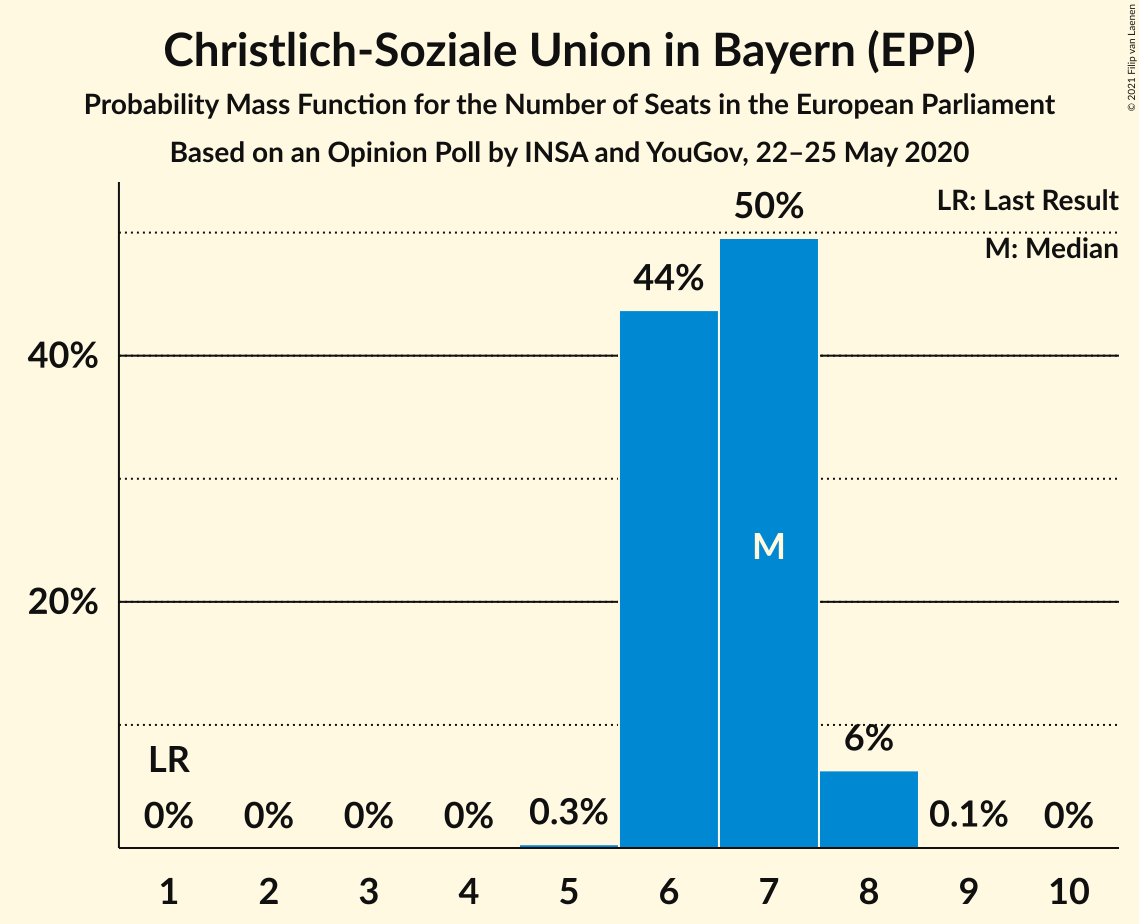 Christlich-Soziale Union in Bayern (EPP)
Probability Mass Function for the Number of Seats in the European Parliament
Based on an Opinion Poll by INSA and YouGov, 22–25 May 2020
© 2021 Filip van Laenen
LR: Last Result
M: Median
50%
44%
40%
M
20%
6%
LR
0% 0% 0% 0% 0.3% 0.1% 0%
1 2 3 4 5 6 7 8 9 10